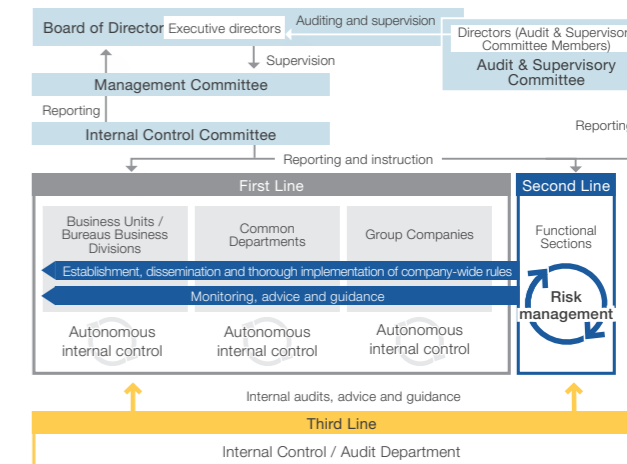 Board of Director
Executive directors
Auditing and supervision
Directors (Audit & Supervisor
Committee Members)
Audit & Supervisory
Committee
Supervision
Management Committee
Reporting
Internal Control Committee
Reporting
Reporting and instruction
First Line
Second Line
Business Units /
Bureaus Business
Divisions
Common
Departments
Group Companies
Functional
Sections
Establishment, dissemination and thorough implementation of company-wide rules
Monitoring, advice and guidance
Risk
management
Autonomous
internal control
Autonomous
internal control
Autonomous
internal control
Internal audits, advice and guidance
Third Line
Internal Control / Audit Department